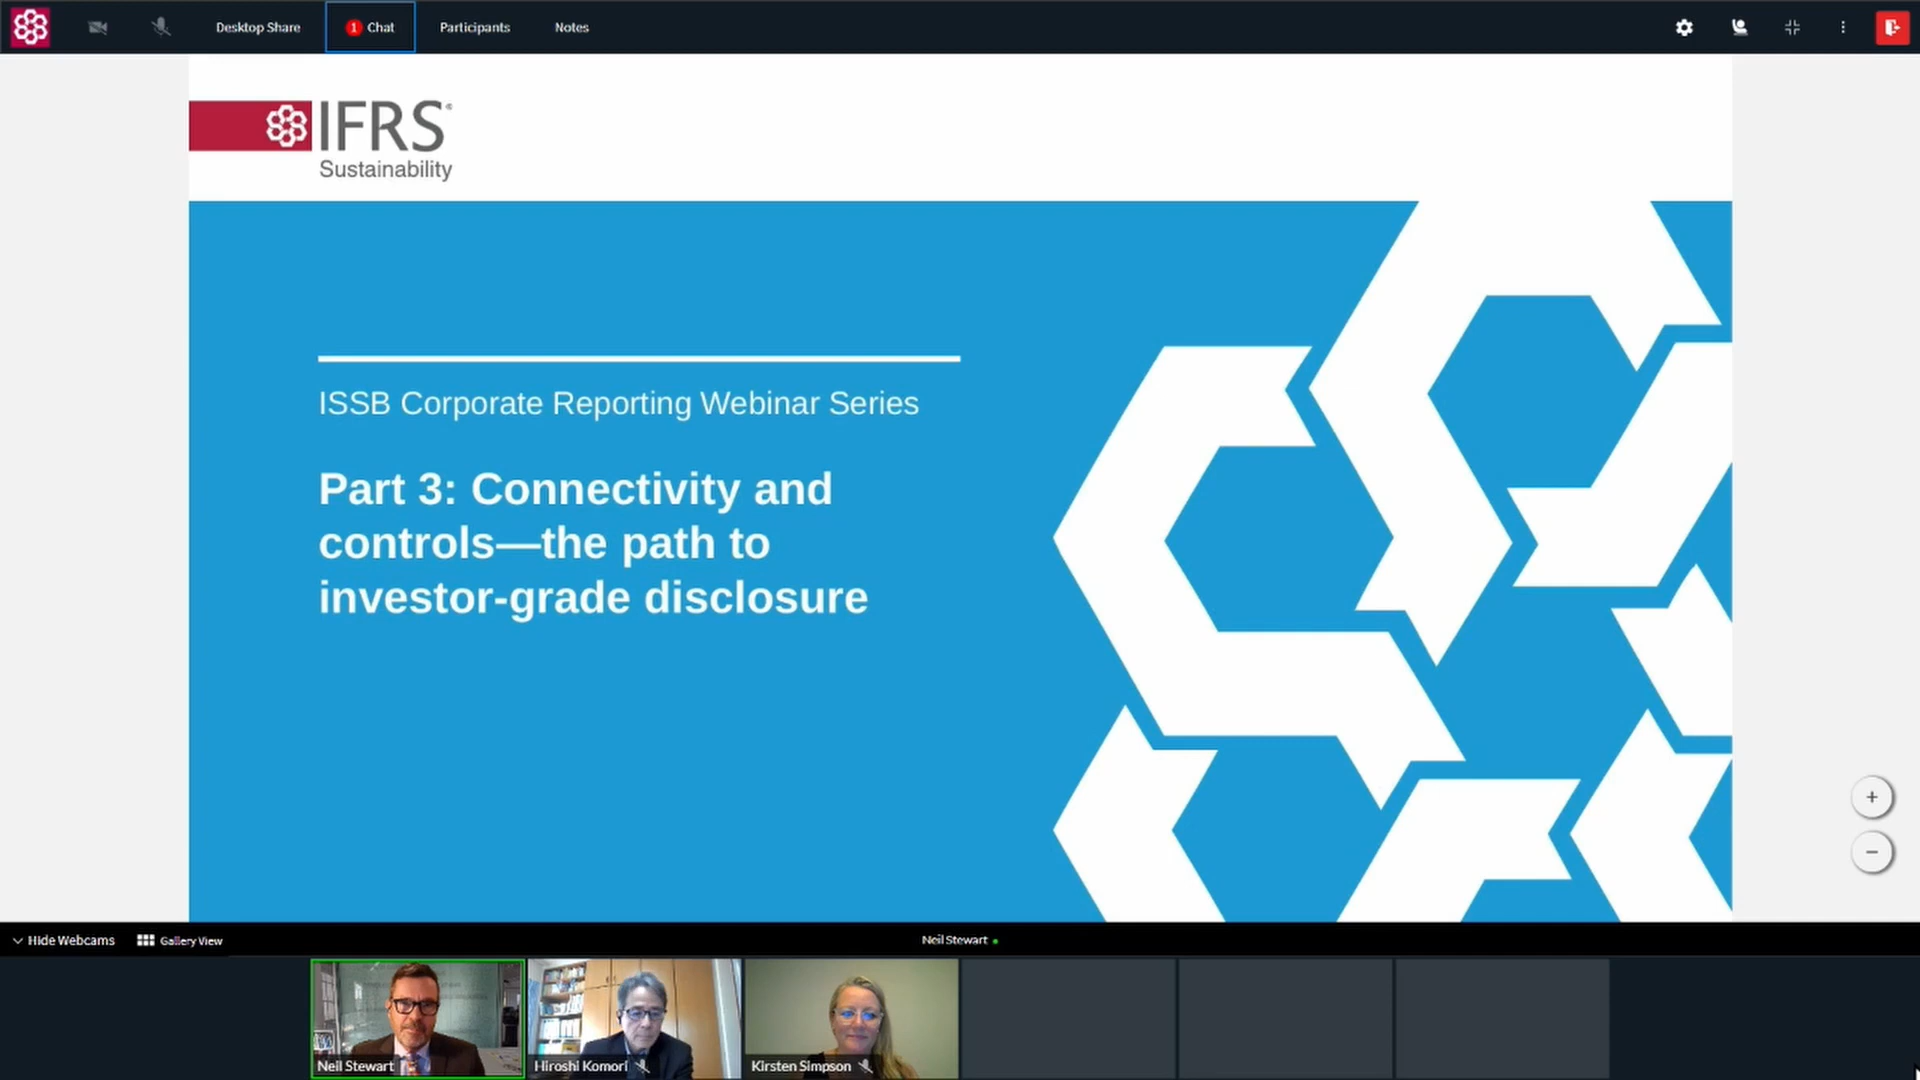 Desktop Share
1 Chat
Participants
Notes
IFRS®
Sustainability
ISSB Corporate Reporting Webinar Series
Part 3: Connectivity and
controls—the path to
investor-grade disclosure
+
−
Hide Webcams
Gallery View
Neil Stewart
Neil Stewart
Hiroshi Komori
Kirsten Simpson